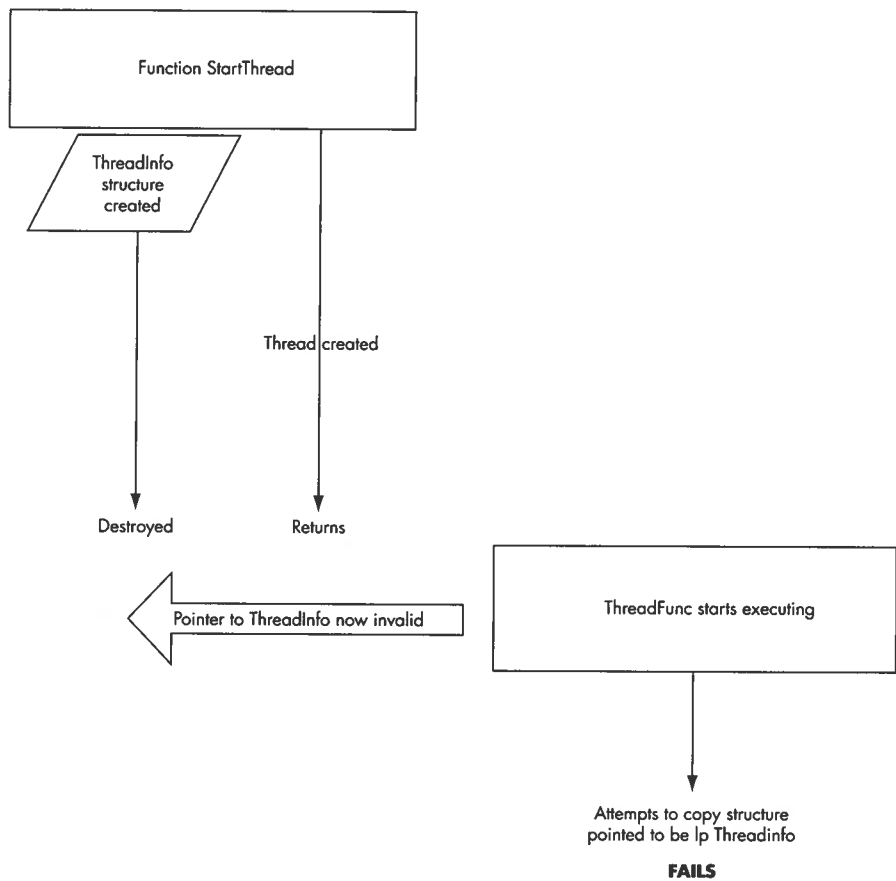 Function StartThread
ThreadInfo
structure
created
Thread created
Destroyed
Returns
Pointer to ThreadInfo now invalid
ThreadFunc starts executing
Attempts to copy structure
pointed to be lp Threadinfo
FAILS